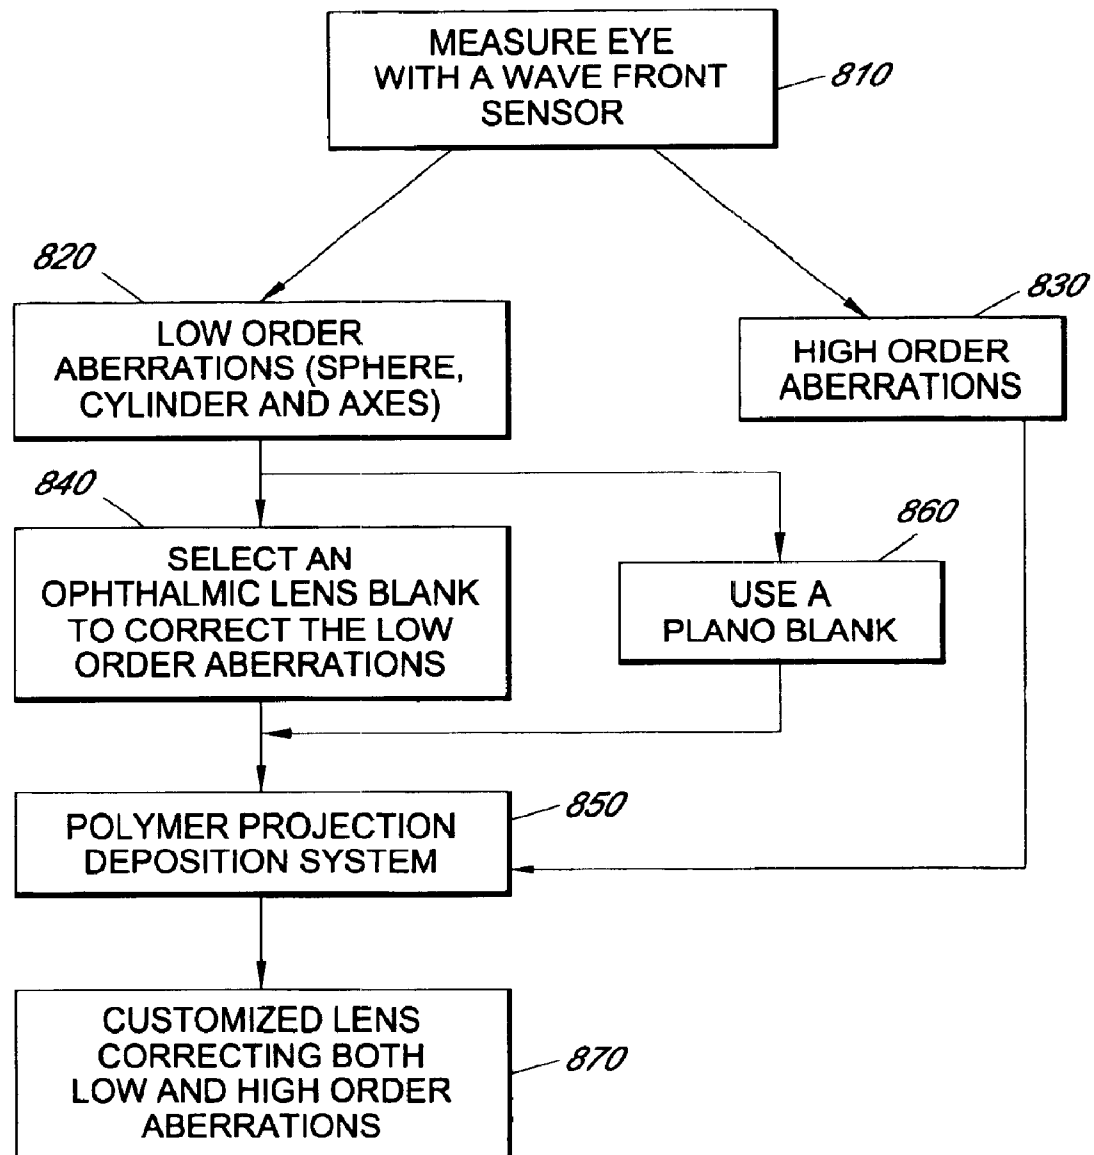 MEASURE EYE
WITH A WAVE FRONT
SENSOR
810
820
LOW ORDER
ABERRATIONS (SPHERE,
CYLINDER AND AXES)
830
HIGH ORDER
ABERRATIONS
840
SELECT AN
OPHTHALMIC LENS BLANK
TO CORRECT THE LOW
ORDER ABERRATIONS
860
USE A
PLANO BLANK
850
POLYMER PROJECTION
DEPOSITION SYSTEM
CUSTOMIZED LENS
CORRECTING BOTH
LOW AND HIGH ORDER
ABERRATIONS
870